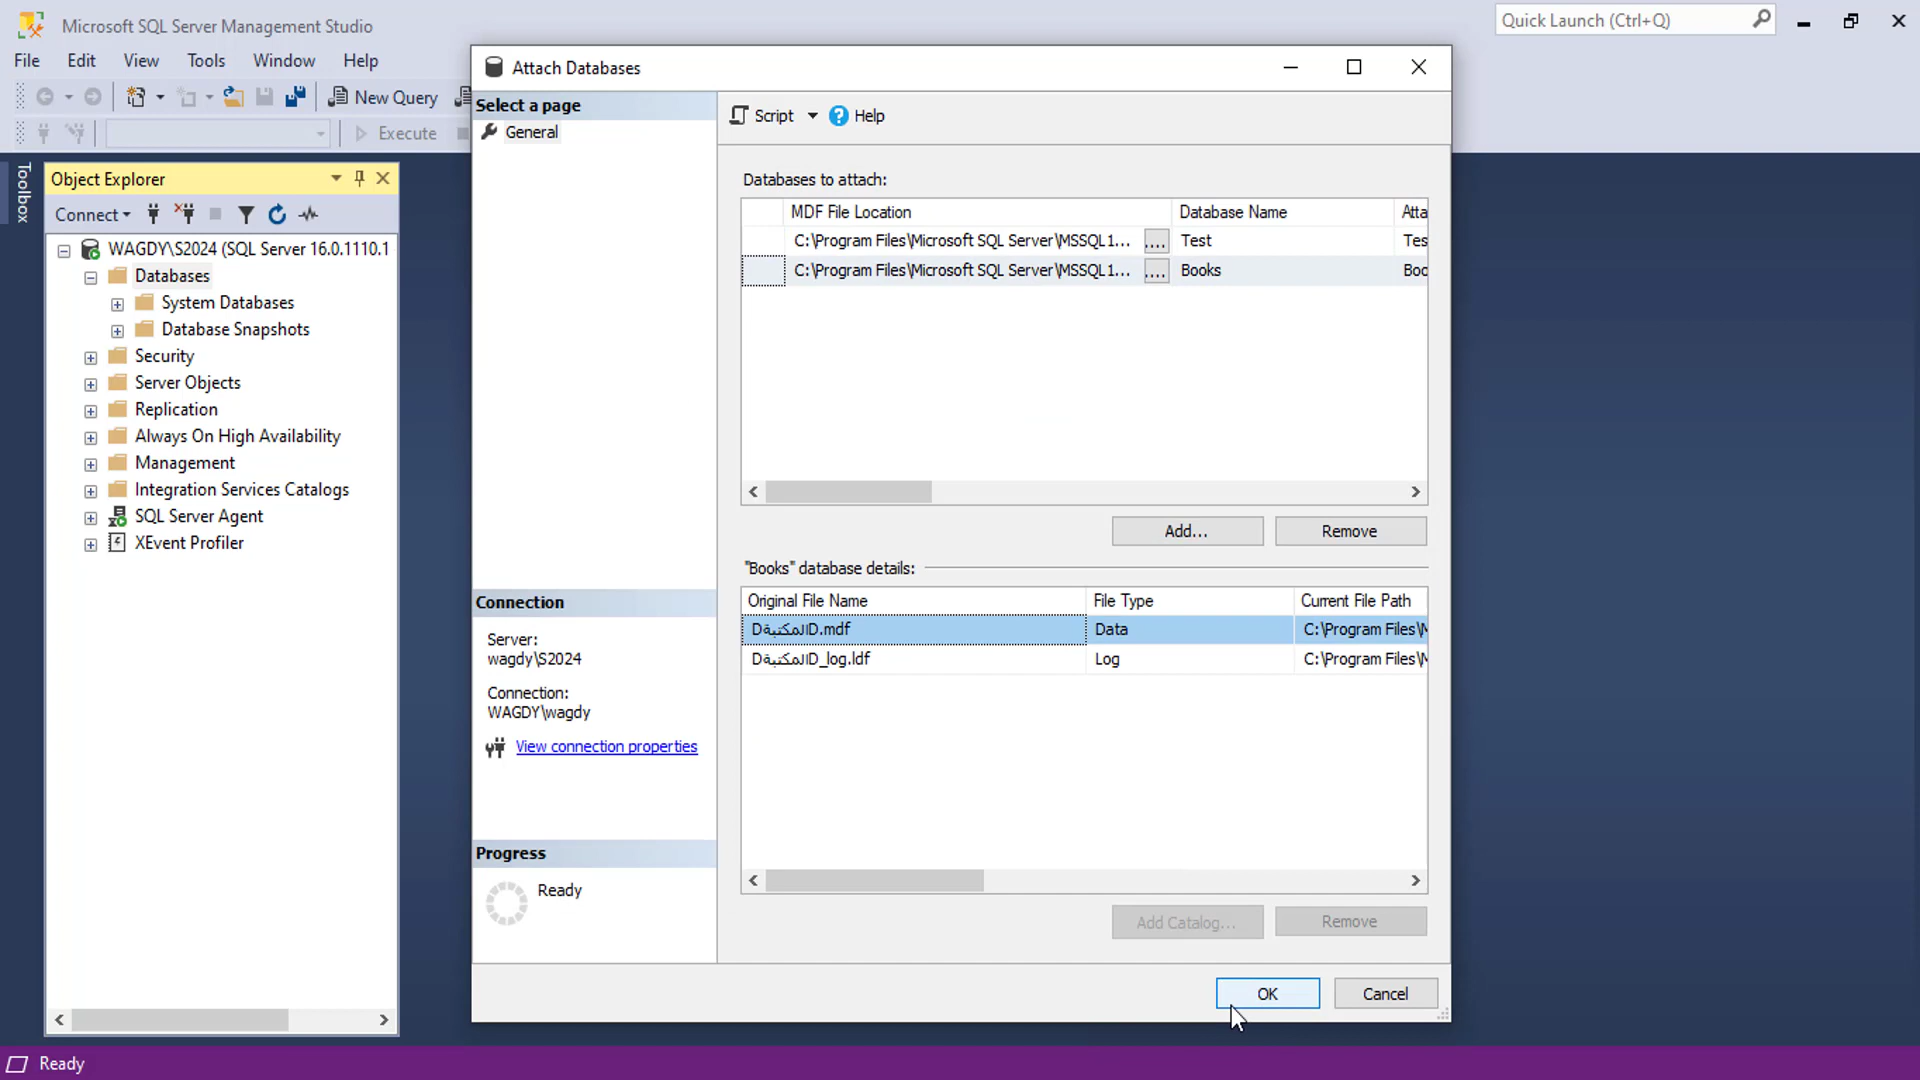 Microsoft SQL Server Management Studio
Quick Launch (Ctrl+Q)
File Edit View Tools Window Help
New Query
Execute
Toolbox
Object Explorer
Connect
WAGDY\S2024 (SQL Server 16.0.1110.1
Databases
System Databases
Database Snapshots
Security
Server Objects
Replication
Always On High Availability
Management
Integration Services Catalogs
SQL Server Agent
XEvent Profiler
Attach Databases
Select a page
General
Connection
Server:
wagdy\S2024
Connection:
WAGDY\wagdy
View connection properties
Progress
Ready
Script Help
Databases to attach:
MDF File Location Database Name Atta
C:\Program Files\Microsoft SQL Server\MSSQL1... .... Test Tes
C:\Program Files\Microsoft SQL Server\MSSQL1... .... Books Boo
Add... Remove
"Books" database details:
Original File Name File Type Current File Path
DالمكتبةD.mdf Data C:\Program Files\M
DالمكتبةD_log.ldf Log C:\Program Files\M
Add Catalog... Remove
OK Cancel
Ready